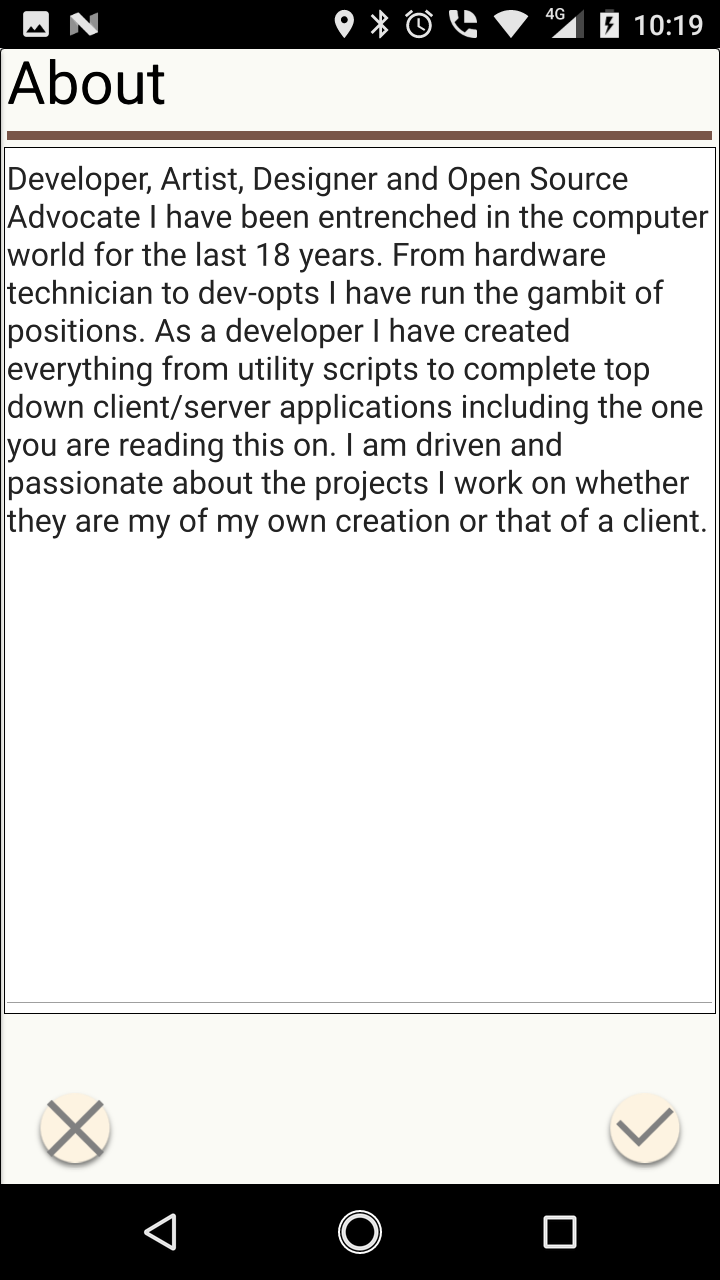 4G 10:19
About
Developer, Artist, Designer and Open Source
Advocate I have been entrenched in the computer
world for the last 18 years. From hardware
technician to dev-opts I have run the gambit of
positions. As a developer I have created
everything from utility scripts to complete top
down client/server applications including the one
you are reading this on. I am driven and
passionate about the projects I work on whether
they are my of my own creation or that of a client.